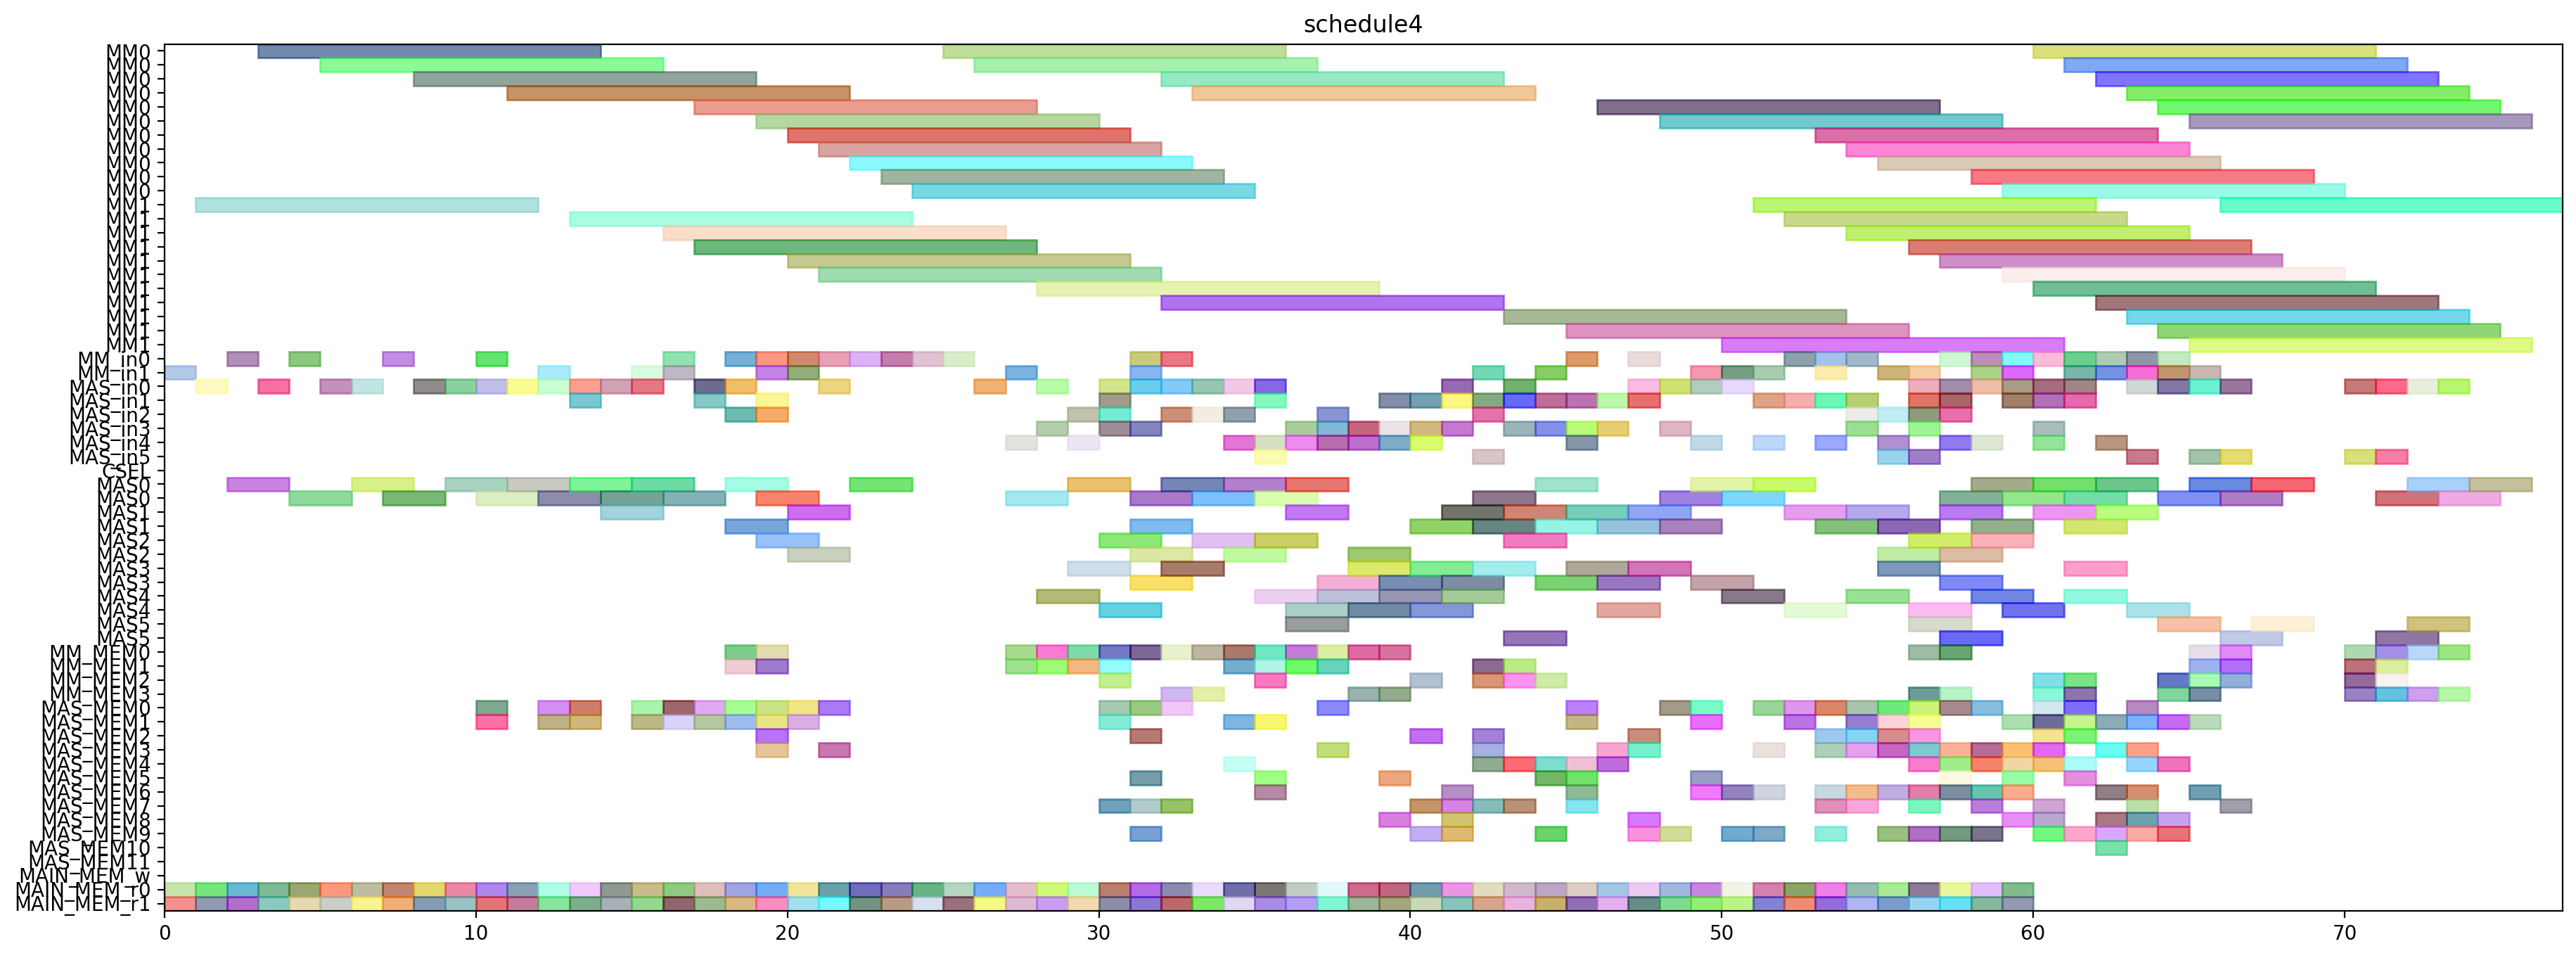 schedule4
MM0
MM0
MM0
MM0
MM0
MM0
MM0
MM0
MM0
MM0
MM0
MM1
MM1
MM1
MM1
MM1
MM1
MM1
MM1
MM1
MM1
MM1
MM_in0
MM_in1
MAS_in0
MAS_in1
MAS_in2
MAS_in3
MAS_in4
MAS_in5
CSEL
MAS0
MAS0
MAS1
MAS1
MAS2
MAS2
MAS3
MAS3
MAS4
MAS4
MAS5
MAS5
MM_MEM0
MM_MEM1
MM_MEM2
MM_MEM3
MAS_MEM0
MAS_MEM1
MAS_MEM2
MAS_MEM3
MAS_MEM4
MAS_MEM5
MAS_MEM6
MAS_MEM7
MAS_MEM8
MAS_MEM9
MAS_MEM10
MAS_MEM11
MAIN_MEM_w
MAIN_MEM_r0
MAIN_MEM_r1
0 10 20 30 40 50 60 70